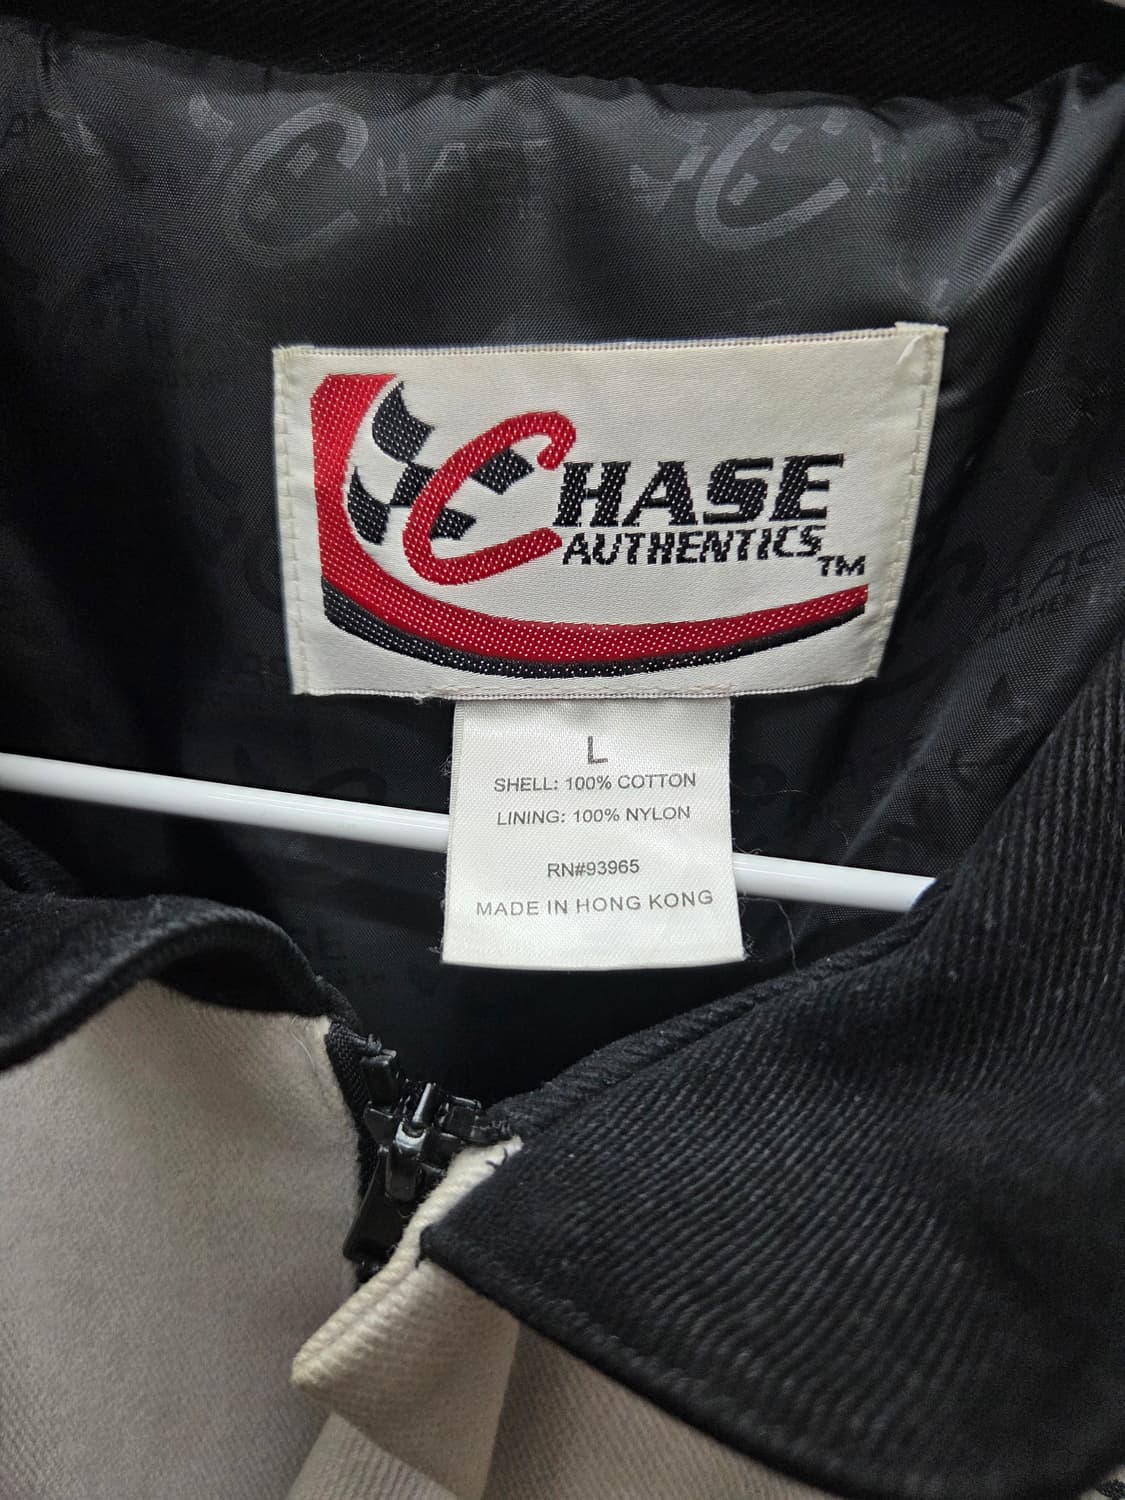 CHASE
AUTHENTICS™
L
SHELL: 100% COTTON
LINING: 100% NYLON
RN#93965
MADE IN HONG KONG